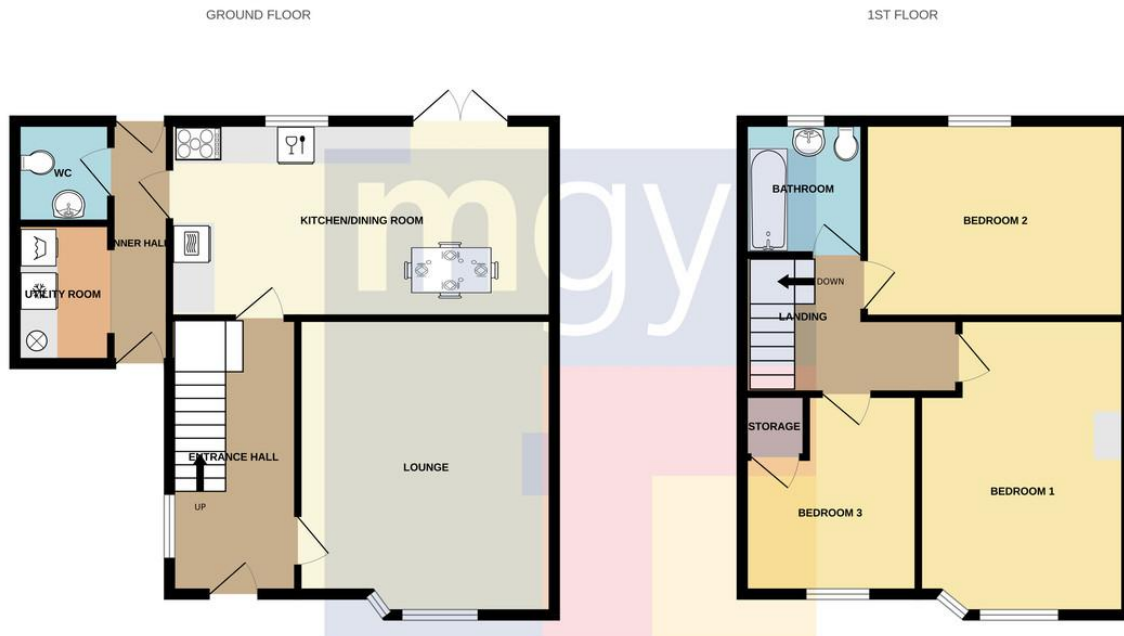 GROUND FLOOR
1ST FLOOR
WC
INNER HALL
UTILITY ROOM
KITCHEN/DINING ROOM
ENTRANCE HALL
UP
LOUNGE
mgy
BATHROOM
BEDROOM 2
DOWN
LANDING
STORAGE
BEDROOM 3
BEDROOM 1